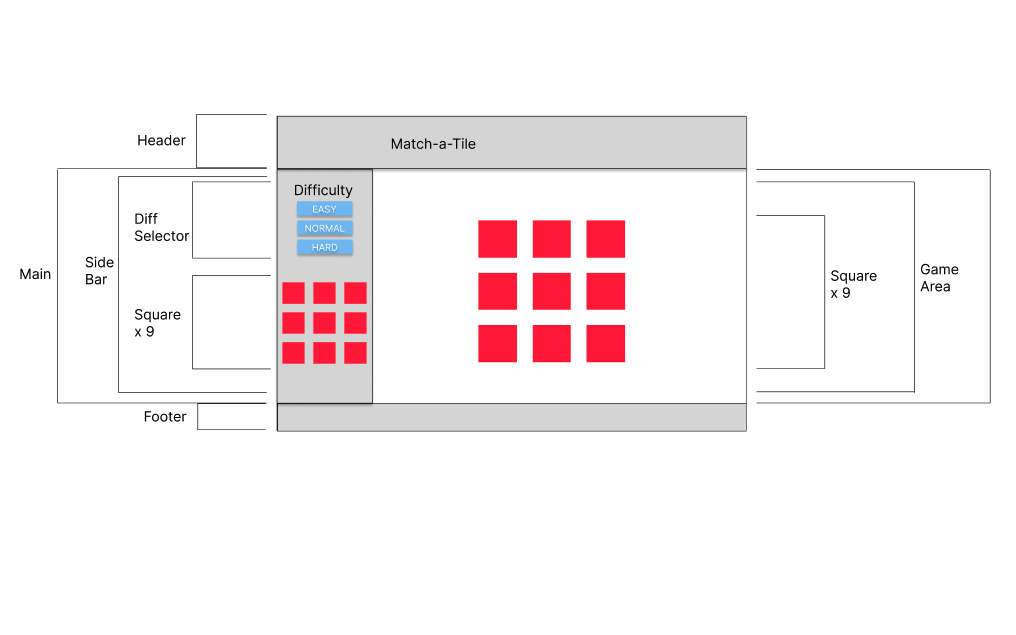 Header
Match-a-Tile
Main
Side
Bar
Diff
Selector
Square
x 9
Difficulty
EASY
NORMAL
HARD
Square
x 9
Game
Area
Footer